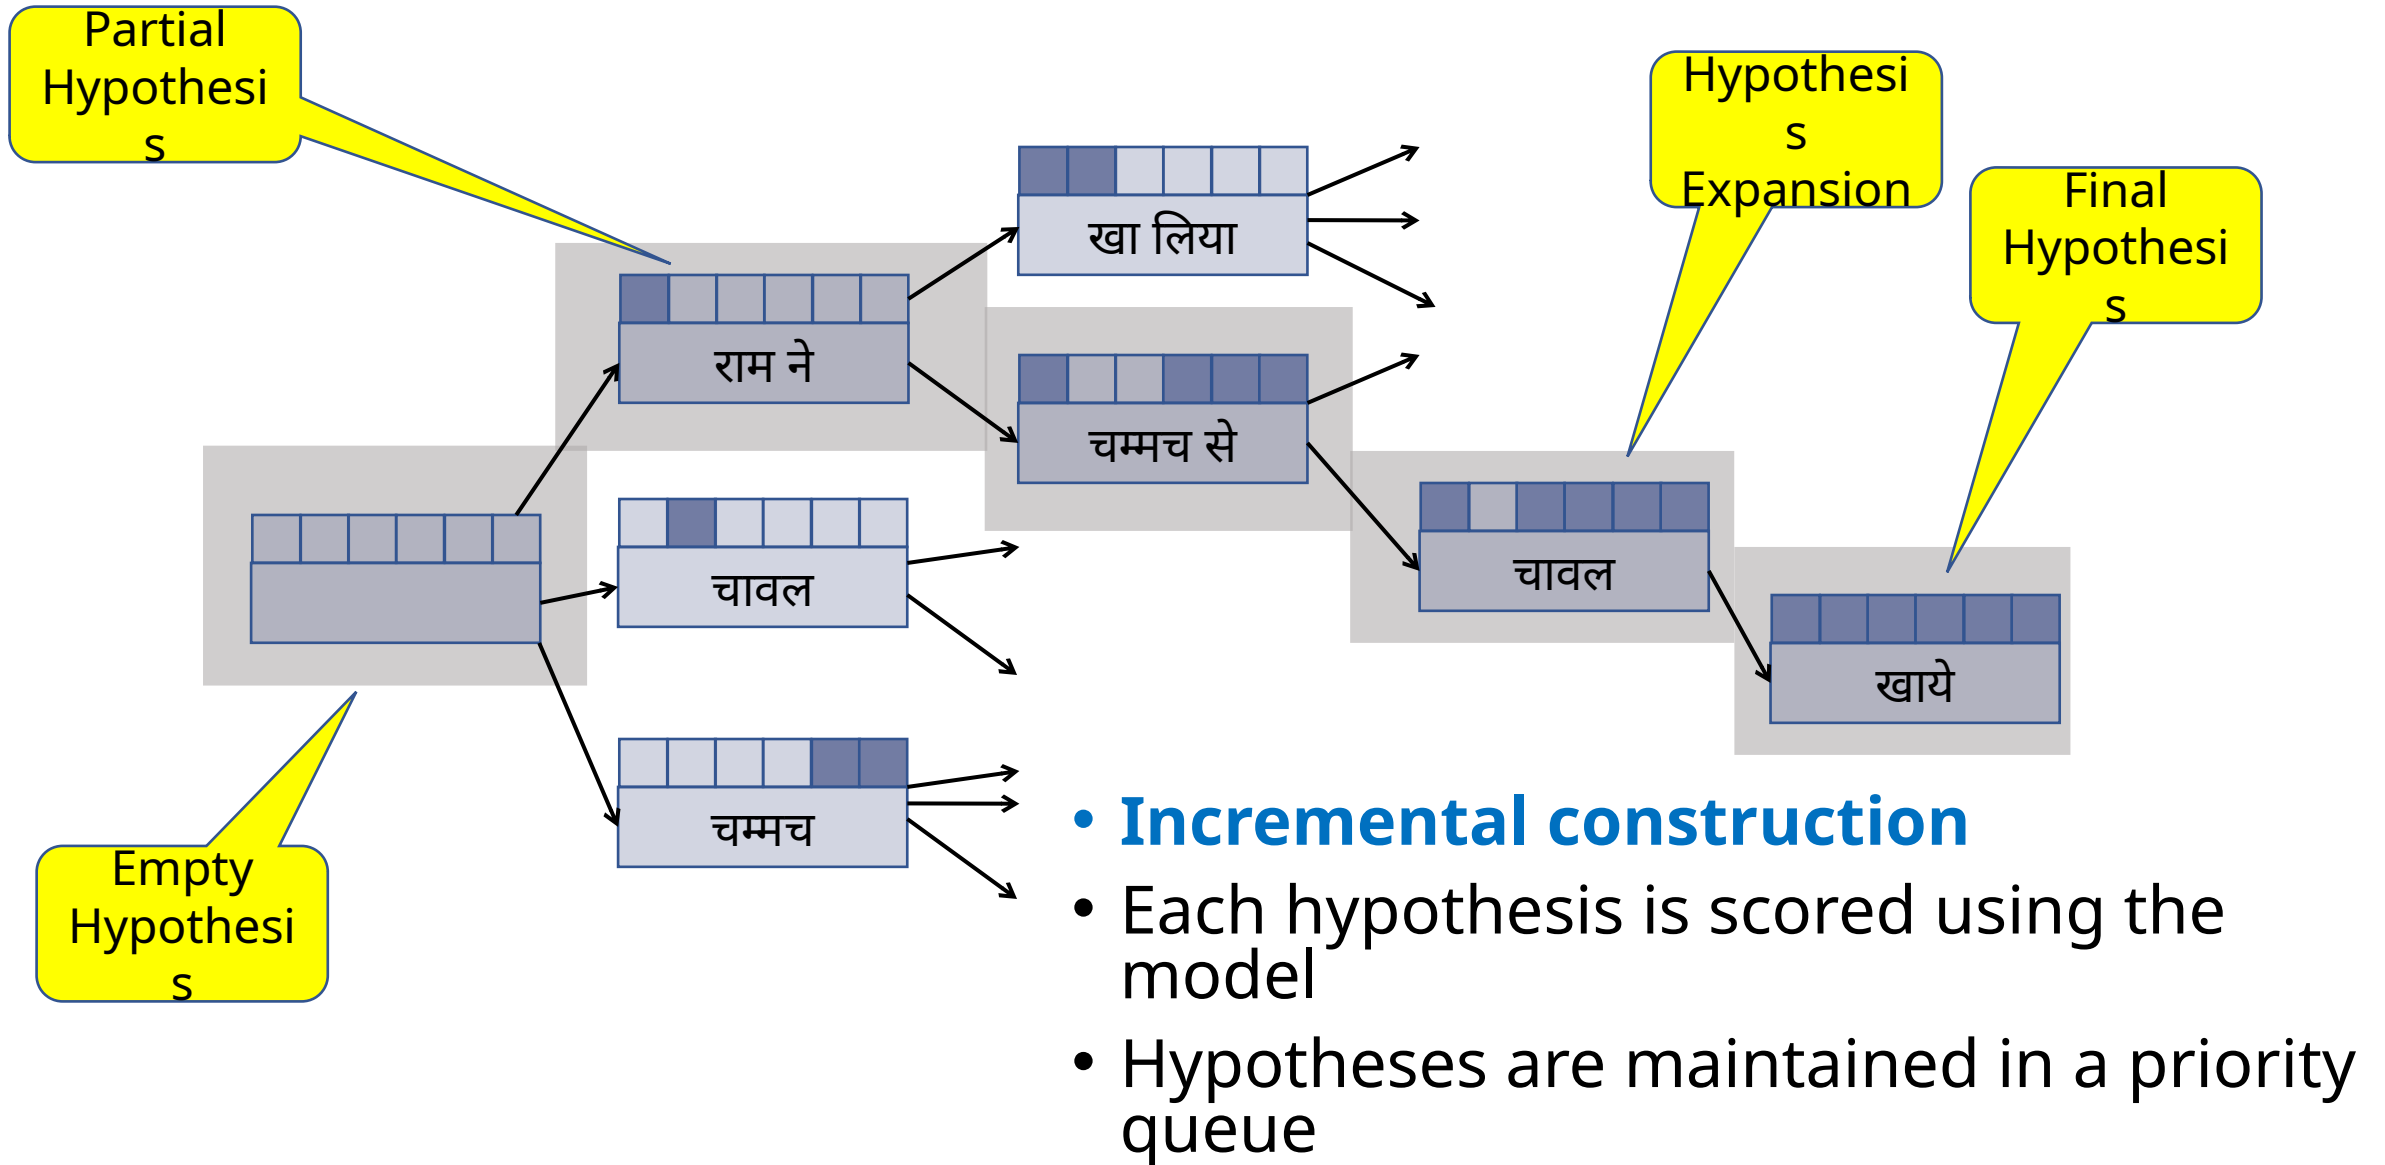 Partial
Hypothesi
s
Hypothesi
s
Expansion
Final
Hypothesi
s
खा लिया
राम ने
चम्मच से
चावल
चावल
खाये
चम्मच
Empty
Hypothesi
s
• Incremental construction
• Each hypothesis is scored using the
model
• Hypotheses are maintained in a priority
queue